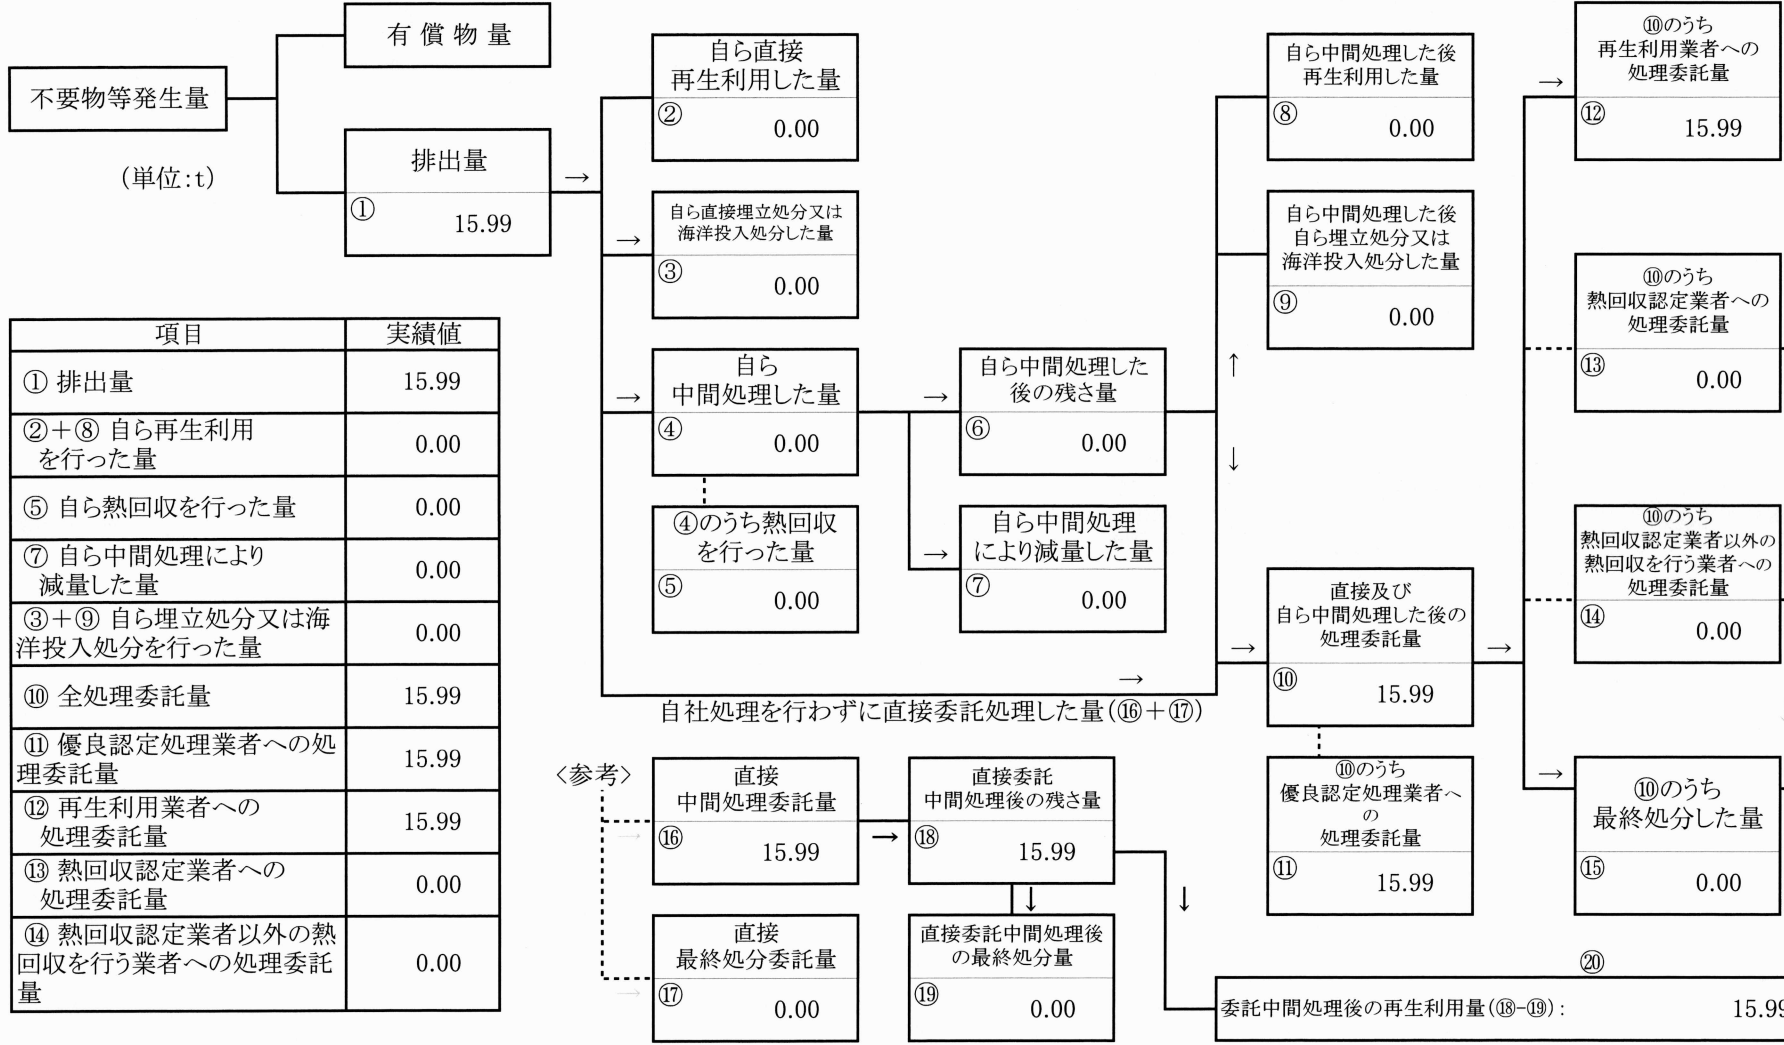 有償物量
不要物等発生量
(単位:t)
排出量
①
15.99
→
自ら直接
再生利用した量
②
0.00
→
自ら直接埋立処分又は
海洋投入処分した量
③
0.00
→
自ら
中間処理した量
④
0.00
④のうち熱回収
を行った量
⑤
0.00
→
自ら中間処理した
後の残さ量
⑥
0.00
→
自ら中間処理
により減量した量
⑦
0.00
↑
↓
自ら中間処理した後
再生利用した量
⑧
0.00
自ら中間処理した後
自ら埋立処分又は
海洋投入処分した量
⑨
0.00
→
自社処理を行わずに直接委託処理した量(⑯+⑰)
→
直接及び
自ら中間処理した後の
処理委託量
⑩
15.99
⑩のうち
優良認定処理業者へ
の
処理委託量
⑪
15.99
→
→
⑩のうち
再生利用業者への
処理委託量
⑫
15.99
⑩のうち
熱回収認定業者への
処理委託量
⑬
0.00
⑩のうち
熱回収認定業者以外の
熱回収を行う業者への
処理委託量
⑭
0.00
→
⑩のうち
最終処分した量
⑮
0.00
項目 実績値
① 排出量 15.99
②+⑧ 自ら再生利用
を行った量 0.00
⑤ 自ら熱回収を行った量 0.00
⑦ 自ら中間処理により
減量した量 0.00
③+⑨ 自ら埋立処分又は海
洋投入処分を行った量 0.00
⑩ 全処理委託量 15.99
⑪ 優良認定処理業者への処
理委託量 15.99
⑫ 再生利用業者への
処理委託量 15.99
⑬ 熱回収認定業者への
処理委託量 0.00
⑭ 熱回収認定業者以外の熱
回収を行う業者への処理委託
量 0.00
<参考>
→
直接
中間処理委託量
⑯
15.99
→
直接
最終処分委託量
⑰
0.00
→
直接委託
中間処理後の残さ量
⑱
15.99
↓
直接委託中間処理後
の最終処分量
⑲
0.00
↓
⑳
委託中間処理後の再生利用量(⑱-⑲): 15.99